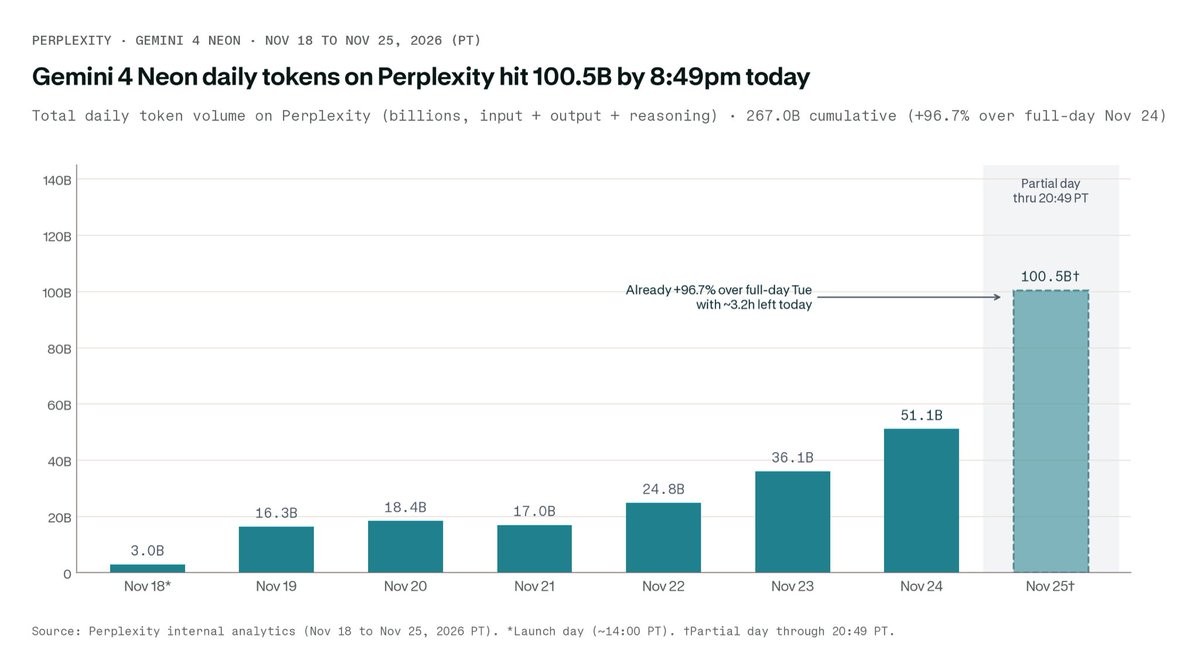 PERPLEXITY · GEMINI 4 NEON · NOV 18 TO NOV 25, 2026 (PT)
Gemini 4 Neon daily tokens on Perplexity hit 100.5B by 8:49pm today
Total daily token volume on Perplexity (billions, input + output + reasoning) · 267.0B cumulative (+96.7% over full-day Nov 24)
140B
Partial day
thru 20:49 PT
120B
100.5B†
100B
Already +96.7% over full-day Tue
with ~3.2h left today
80B
60B
51.1B
40B
36.1B
24.8B
20B
18.4B
17.0B
16.3B
3.0B
0
Nov 18*
Nov 19
Nov 20
Nov 21
Nov 22
Nov 23
Nov 24
Nov 25†
Source: Perplexity internal analytics (Nov 18 to Nov 25, 2026 PT). *Launch day (~14:00 PT). †Partial day through 20:49 PT.